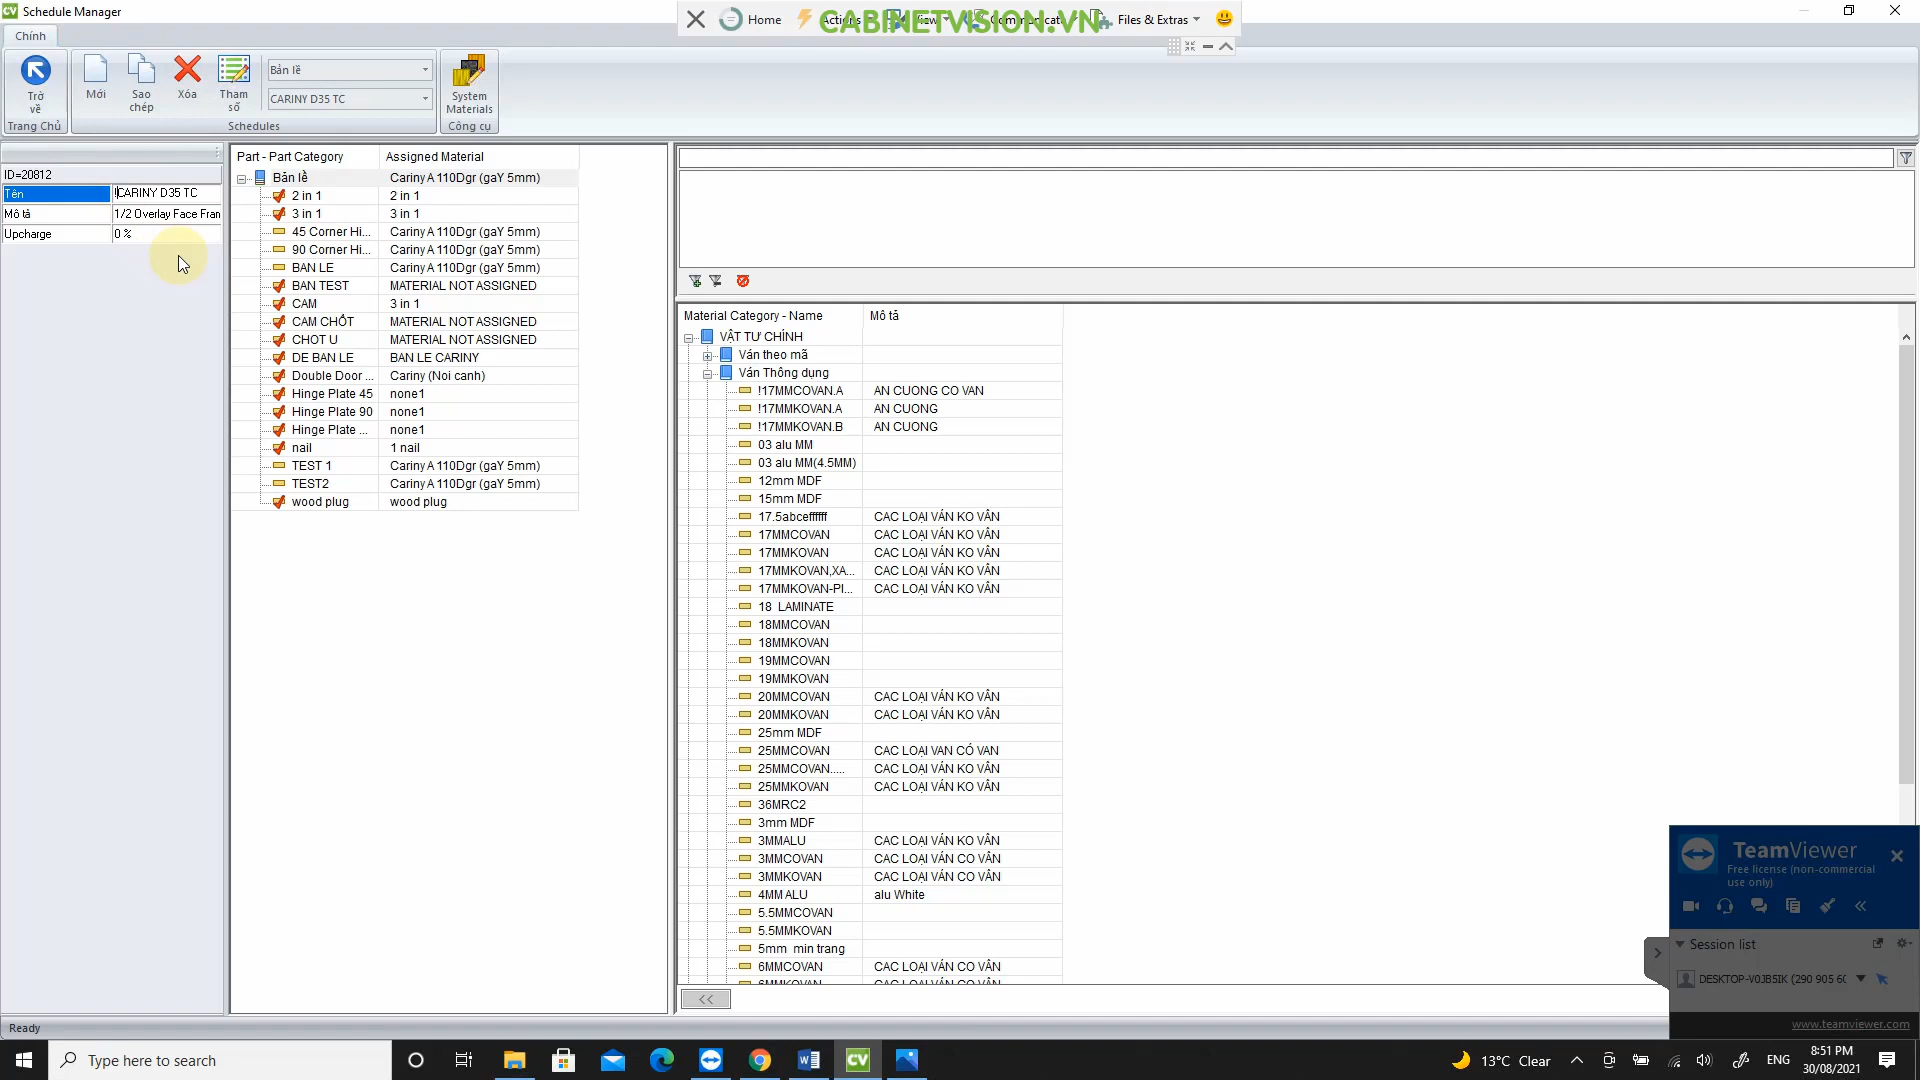 Schedule Manager
Home
Actions
View
Communicate
Files & Extras
CABINETVISION.VN
Chính
Trở về
Mới
Sao chép
Xóa
Tham số
Bản lề
CARINY D35 TC
System Materials
Trang Chủ
Schedules
Công cụ
ID=20812
Tên !CARINY D35 TC
Mô tả 1/2 Overlay Face Fran
Upcharge 0 %
Part - Part Category Assigned Material
Bản lề Cariny A 110Dgr (gaY 5mm)
2 in 1 2 in 1
3 in 1 3 in 1
45 Corner Hi... Cariny A 110Dgr (gaY 5mm)
90 Corner Hi... Cariny A 110Dgr (gaY 5mm)
BAN LE Cariny A 110Dgr (gaY 5mm)
BAN TEST MATERIAL NOT ASSIGNED
CAM 3 in 1
CAM CHỐT MATERIAL NOT ASSIGNED
CHOT U MATERIAL NOT ASSIGNED
DE BAN LE BAN LE CARINY
Double Door ... Cariny (Noi canh)
Hinge Plate 45 none1
Hinge Plate 90 none1
Hinge Plate ... none1
nail 1 nail
TEST 1 Cariny A 110Dgr (gaY 5mm)
TEST2 Cariny A 110Dgr (gaY 5mm)
wood plug wood plug
Material Category - Name Mô tả
VẬT TƯ CHÍNH
Ván theo mã
Ván Thông dụng
!17MMCOVAN.A AN CUONG CO VAN
!17MMKOVAN.A AN CUONG
!17MMKOVAN.B AN CUONG
03 alu MM
03 alu MM(4.5MM)
12mm MDF
15mm MDF
17.5abceffffff CAC LOẠI VÁN KO VÂN
17MMCOVAN CAC LOẠI VÁN KO VÂN
17MMKOVAN CAC LOẠI VÁN KO VÂN
17MMKOVAN,XA... CAC LOẠI VÁN KO VÂN
17MMKOVAN-PI... CAC LOẠI VÁN KO VÂN
18 LAMINATE
18MMCOVAN
18MMKOVAN
19MMCOVAN
19MMKOVAN
20MMCOVAN CAC LOẠI VÁN KO VÂN
20MMKOVAN CAC LOẠI VÁN KO VÂN
25mm MDF
25MMCOVAN CAC LOẠI VAN CÓ VAN
25MMCOVAN..... CAC LOẠI VÁN KO VÂN
25MMKOVAN CAC LOẠI VÁN KO VÂN
36MRC2
3mm MDF
3MMALU CAC LOẠI VÁN KO VÂN
3MMCOVAN CAC LOẠI VÁN CO VÂN
3MMKOVAN CAC LOẠI VÁN CO VÂN
4MM ALU alu White
5.5MMCOVAN
5.5MMKOVAN
5mm min trang
6MMCOVAN CAC LOẠI VÁN CO VÂN
6MMKOVAN CAC LOẠI VÁN CO VÂN
<<
TeamViewer
Free license (non-commercial use only)
Session list
DESKTOP-V0JB5IK (290 905 6
www.teamviewer.com
Ready
Type here to search
13°C Clear
ENG
8:51 PM
30/08/2021